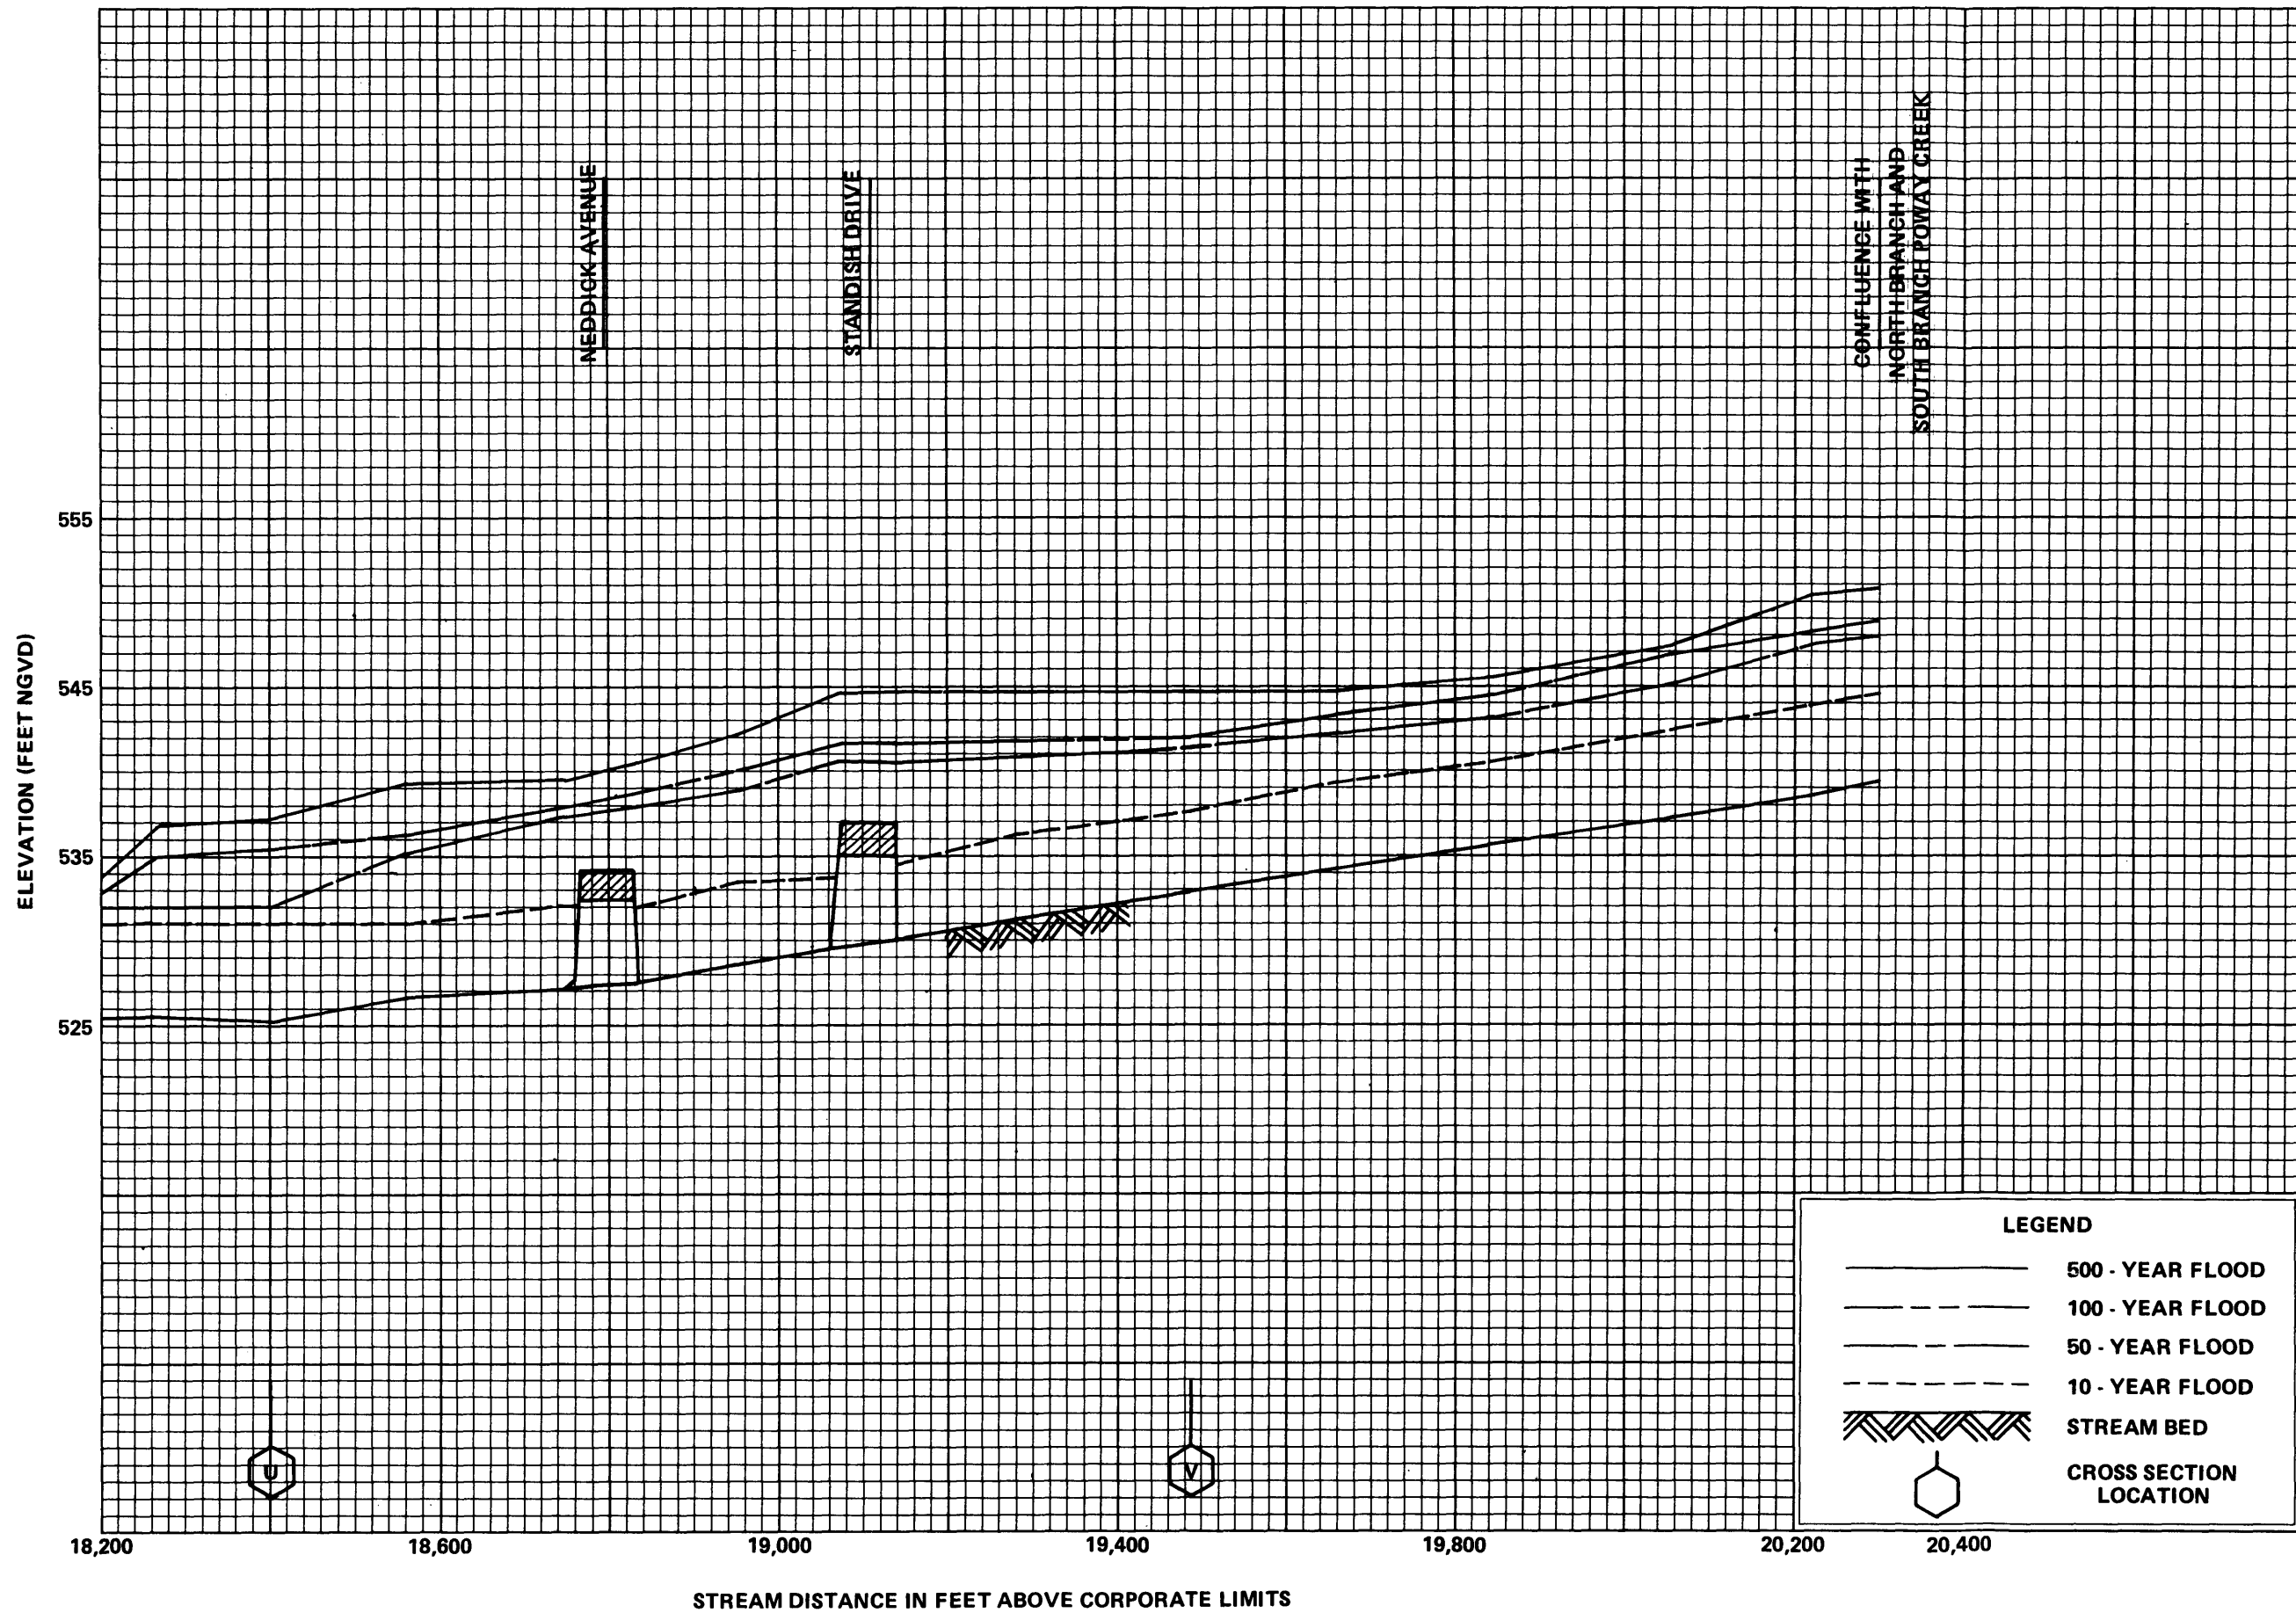 NEDDICK AVENUE
STANDISH DRIVE
CONFLUENCE WITH
NORTH BRANCH AND
SOUTH BRANCH POWAY CREEK
ELEVATION (FEET NGVD)
555
545
535
525
U
V
18,200
18,600
19,000
19,400
19,800
20,200
20,400
STREAM DISTANCE IN FEET ABOVE CORPORATE LIMITS
LEGEND
500 - YEAR FLOOD
100 - YEAR FLOOD
50 - YEAR FLOOD
10 - YEAR FLOOD
STREAM BED
CROSS SECTION
LOCATION